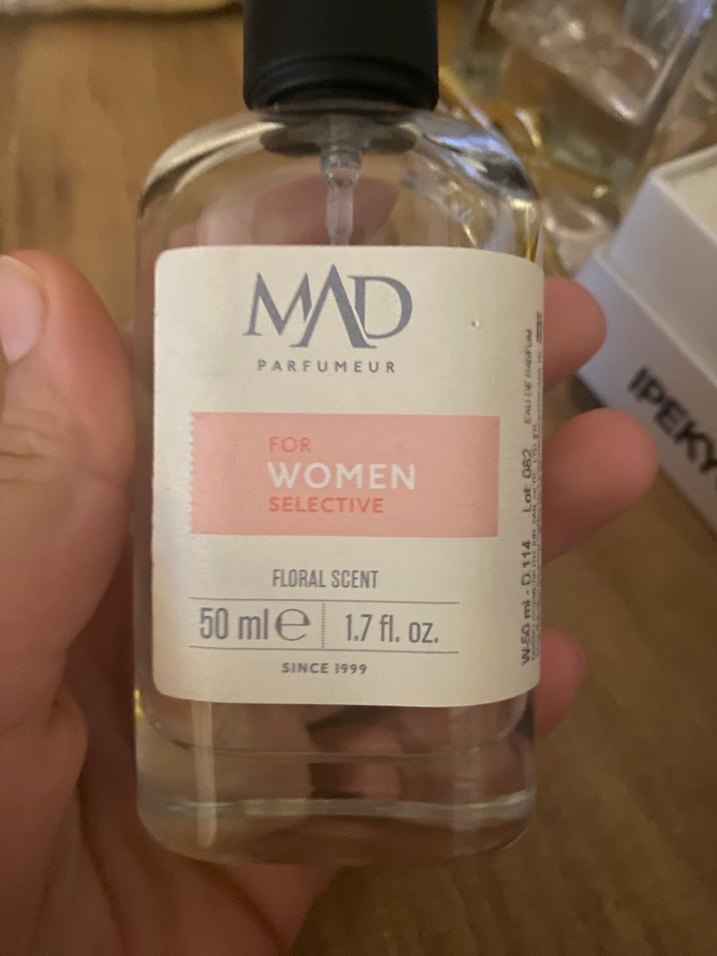 MAD
PARFUMEUR
FOR
WOMEN
SELECTIVE
FLORAL SCENT
50 ml ℮ 1.7 fl. oz.
SINCE 1999
W-50 ml - D.114 Lot: 082 EAU DE PARFUM
IPEKY